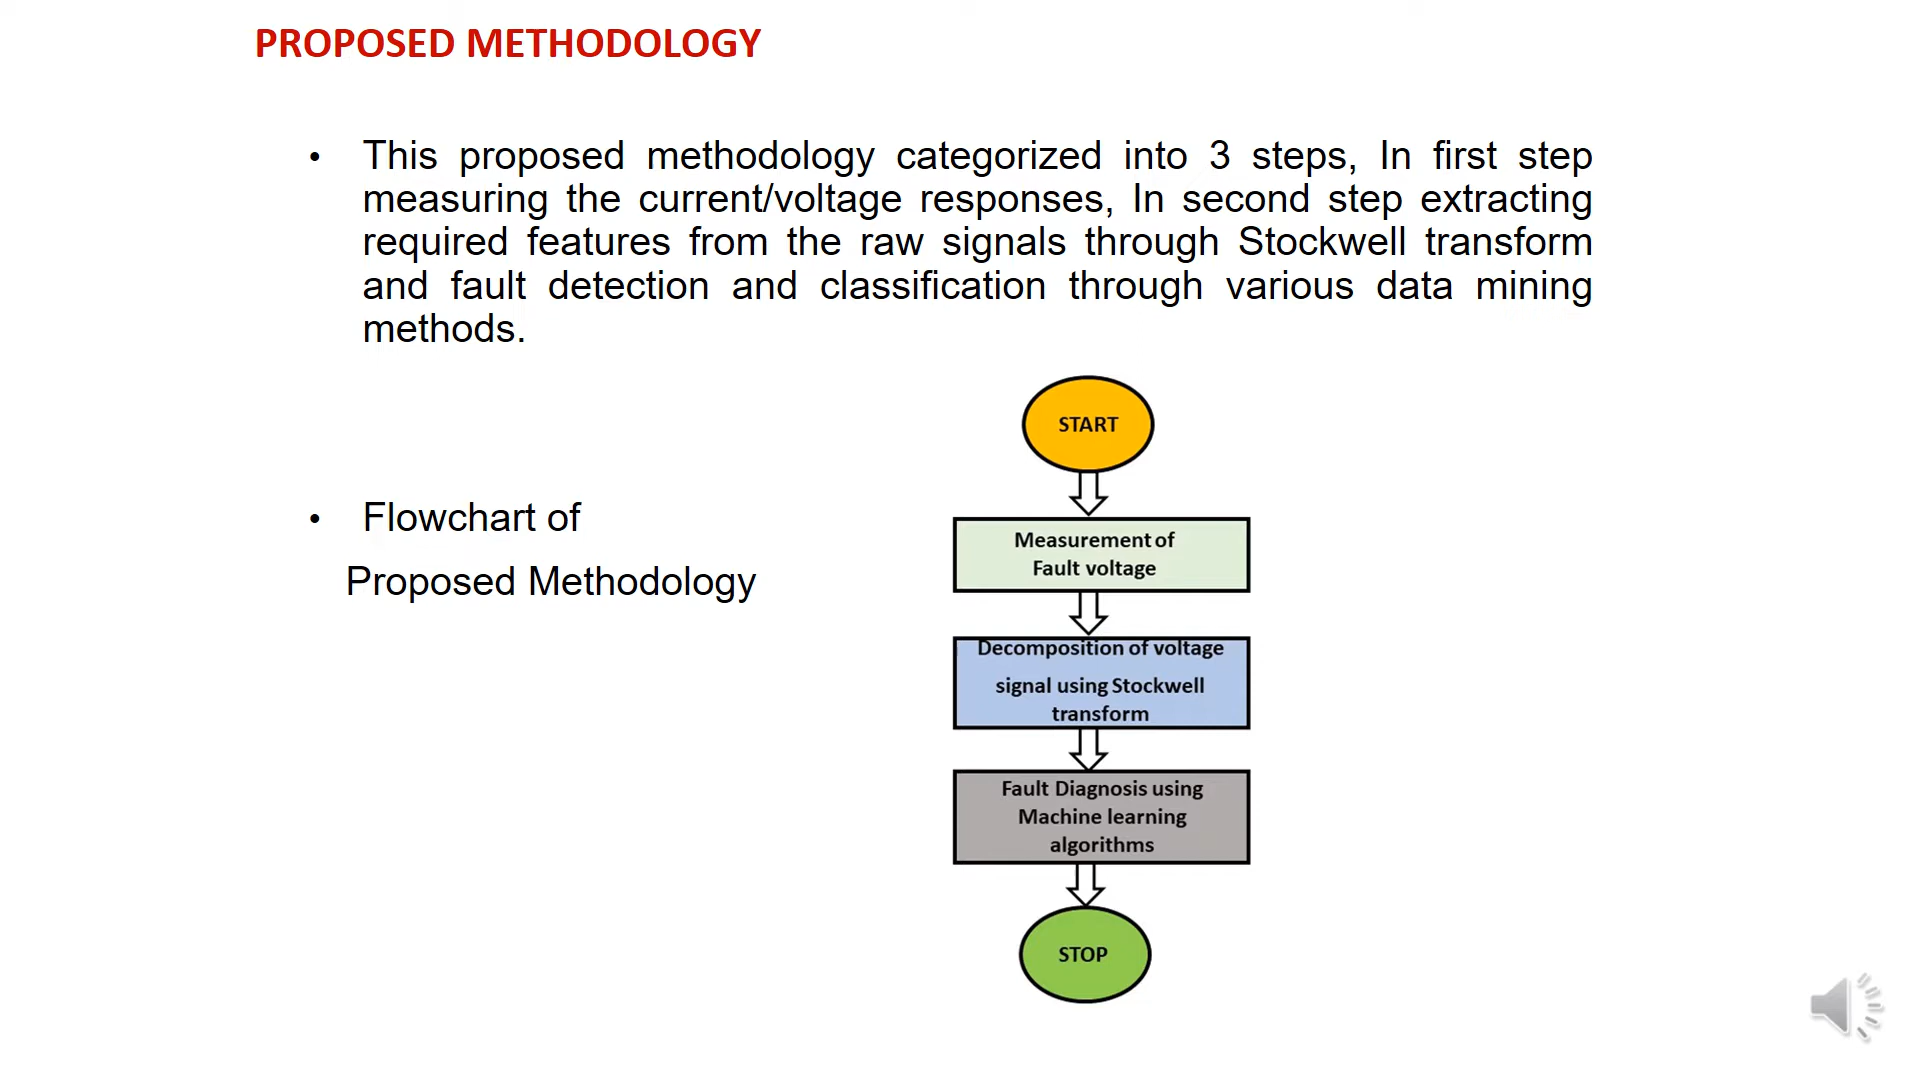 PROPOSED METHODOLOGY
• This proposed methodology categorized into 3 steps, In first step
measuring the current/voltage responses, In second step extracting
required features from the raw signals through Stockwell transform
and fault detection and classification through various data mining
methods.
• Flowchart of
Proposed Methodology
START
Measurement of
Fault voltage
Decomposition of voltage
signal using Stockwell
transform
Fault Diagnosis using
Machine learning
algorithms
STOP